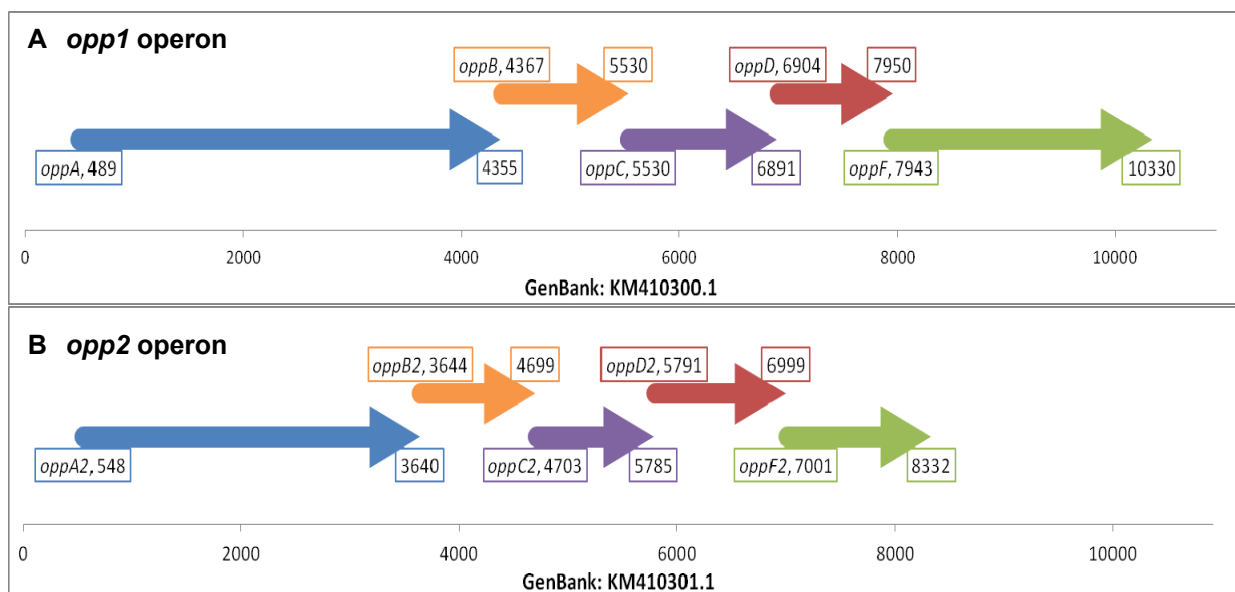 A opp1 operon
oppB, 4367
5530
oppD, 6904
7950
oppA, 489
4355
oppC, 5530
6891
oppF, 7943
10330
0
2000
4000
6000
8000
10000
GenBank: KM410300.1
B opp2 operon
oppB2, 3644
4699
oppD2, 5791
6999
oppA2, 548
3640
oppC2, 4703
5785
oppF2, 7001
8332
0
2000
4000
6000
8000
10000
GenBank: KM410301.1